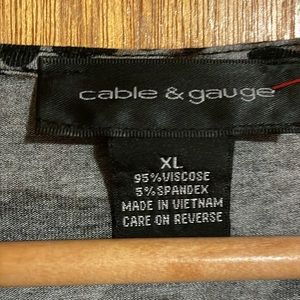 cable & gauge
XL
95% VISCOSE
5% SPANDEX
MADE IN VIETNAM
CARE ON REVERSE